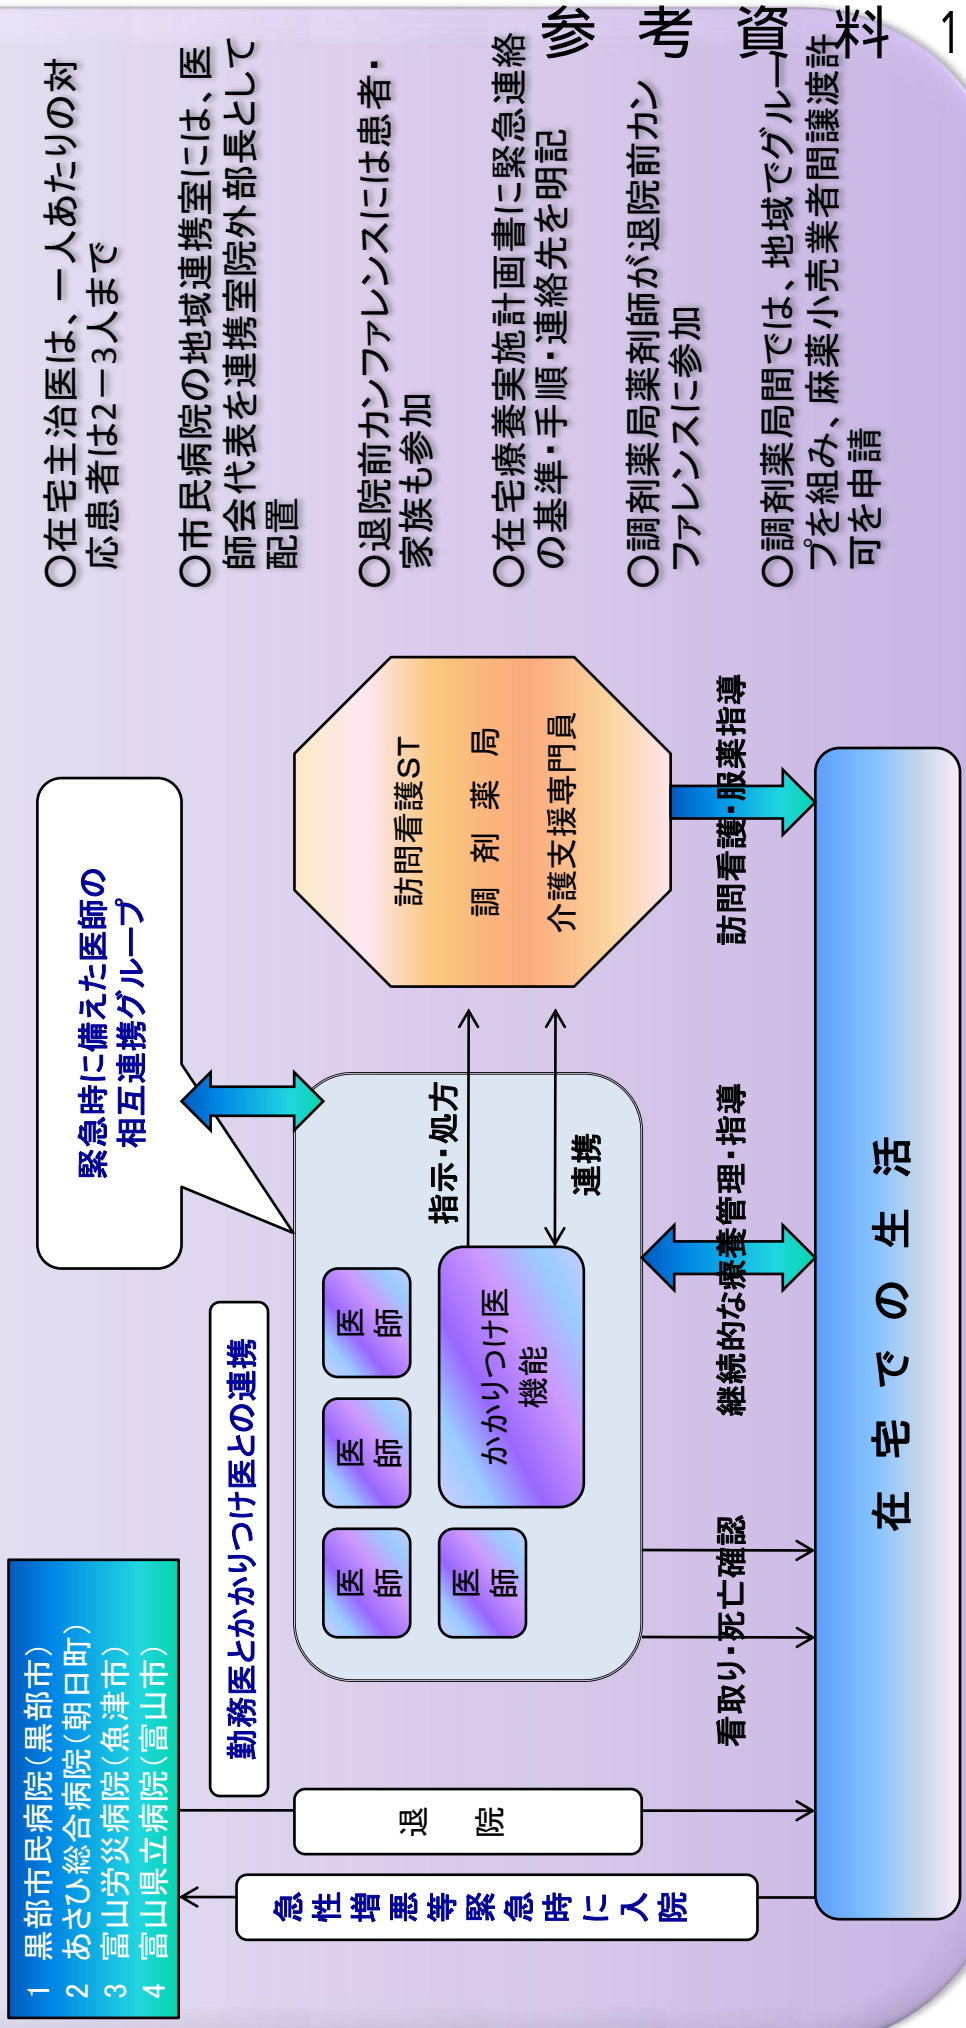 参考資料1
1 黒部市民病院(黒部市)
2 あさひ総合病院(朝日町)
3 富山労災病院(魚津市)
4 富山県立病院(富山市)
緊急時に備えた医師の
相互連携グループ
勤務医とかかりつけ医との連携
医
師
医
師
医
師
医
師
かかりつけ医
機能
指示・処方
連携
訪問看護ST
調剤薬局
介護支援専門員
急性増悪等緊急時に入院
退院
看取り・死亡確認
継続的な療養管理・指導
訪問看護・服薬指導
在宅での生活
○在宅主治医は、一人あたりの対
応患者は2－3人まで
○市民病院の地域連携室には、医
師会代表を連携室院外部長として
配置
○退院前カンファレンスには患者・
家族も参加
○在宅療養実施計画書に緊急連絡
の基準・手順・連絡先を明記
○調剤薬局薬剤師が退院前カン
ファレンスに参加
○調剤薬局間では、地域でグルー
プを組み、麻薬小売業者間譲渡許
可を申請